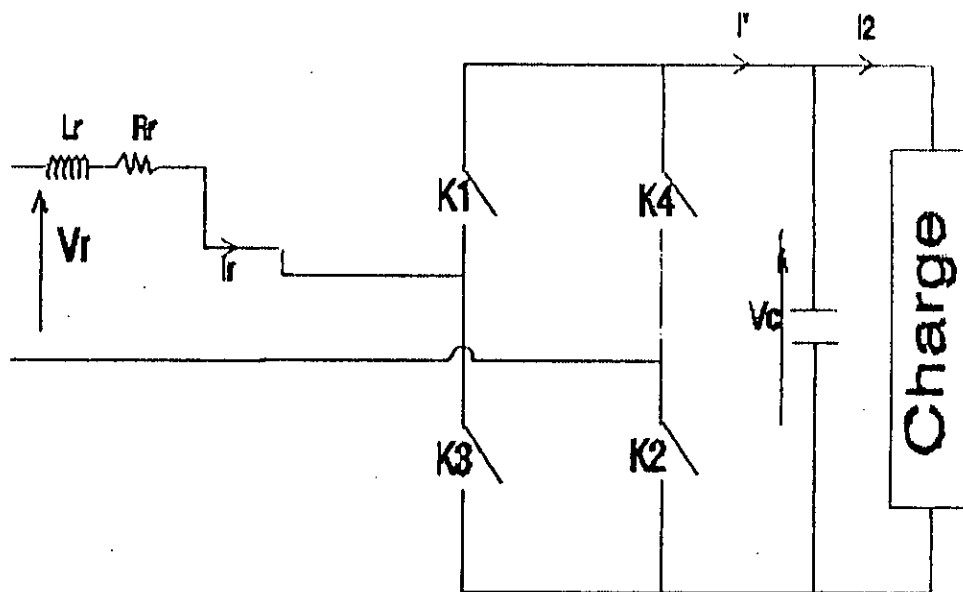 I' I2
Lr Rr
K1 K4
Vr
Ir
Vc
K3 K2
Charge